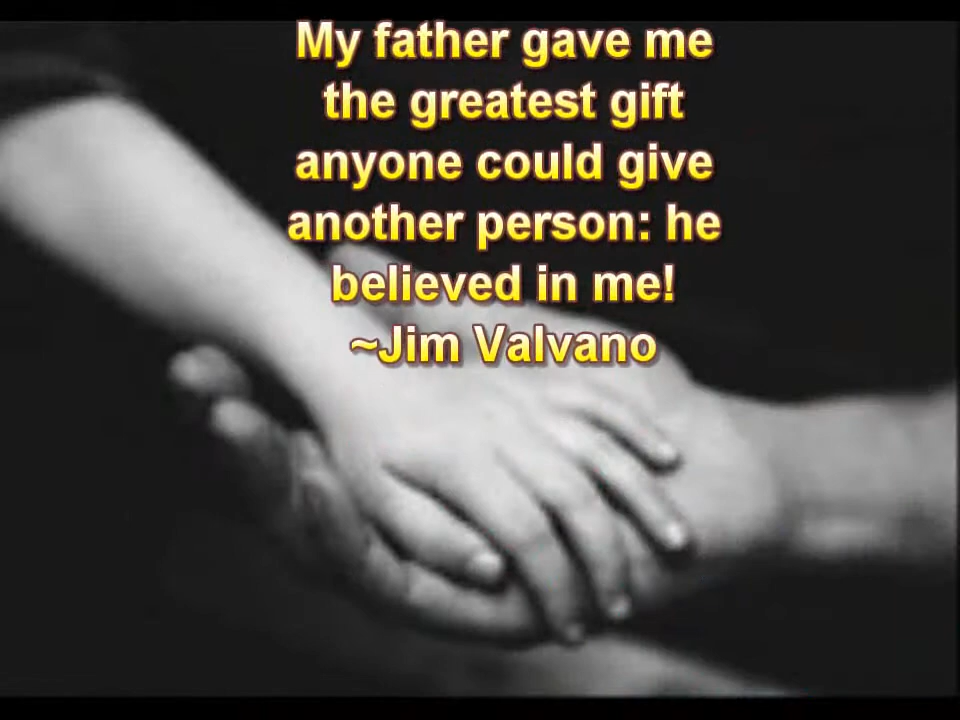 My father gave me
the greatest gift
anyone could give
another person: he
believed in me!
~Jim Valvano